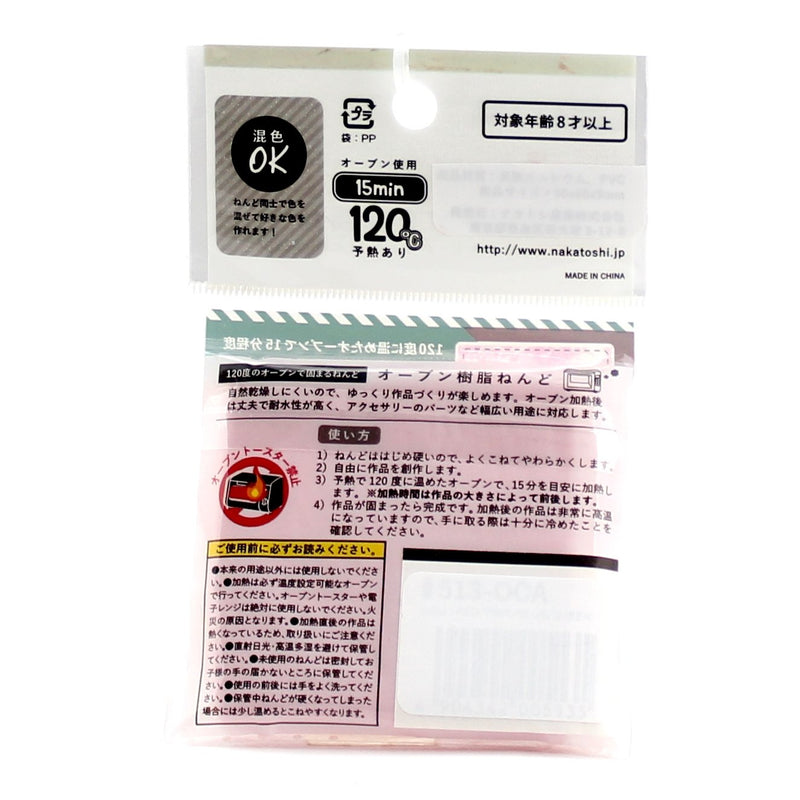 対象年齢8才以上
混色
OK
ねんど同士で色を
混ぜて好きな色を
作れます！
プラ
袋：PP
オーブン使用
15min
120℃
予熱あり
http://www.nakatoshi.jp
MADE IN CHINA
120度に温めたオーブンで15分程度
120度のオーブンで固まるねんど
オーブン樹脂ねんど
自然乾燥しにくいので、ゆっくり作品づくりが楽しめます。オーブン加熱後
は丈夫で耐水性が高く、アクセサリーのパーツなど幅広い用途に対応します。
使い方
オーブントースター禁止
1）ねんどははじめ硬いので、よくこねてやわらかくします。
2）自由に作品を創作します。
3）予熱で120度に温めたオーブンで、15分を目安に加熱し
ます。 ※加熱時間は作品の大きさによって前後します。
4）作品が固まったら完成です。加熱後の作品は非常に高温
になっていますので、手に取る際は十分に冷めたことを
確認してください。
ご使用前に必ずお読みください。
●本来の用途以外には使用しないでくださ
い。●加熱は必ず温度設定可能なオーブン
で行ってください。オーブントースターや電
子レンジは絶対に使用しないでください。火
災の原因となります。●加熱直後の作品は
熱くなっているため、取り扱いにご注意くだ
さい。●直射日光・高温多湿を避けて保管し
てください。●未使用のねんどは密封してお
子様の手の届かないところに保管してくださ
い。●使用の前後には手をよく洗ってくださ
い。●保管中ねんどが硬くなってしまった
場合には少し温めるとこねやすくなります。